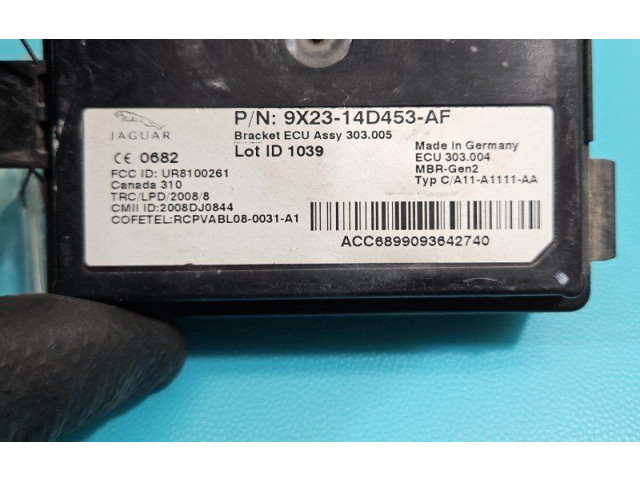 JAGUAR
P/N: 9X23-14D453-AF
Bracket ECU Assy 303.005
Lot ID 1039
CE 0682
FCC ID: UR8100261
Canada 310
TRC/LPD/2008/8
CMII ID:2008DJ0844
COFETEL:RCPVABL08-0031-A1
Made in Germany
ECU 303.004
MBR-Gen2
Typ C/A11-A1111-AA
ACC6899093642740